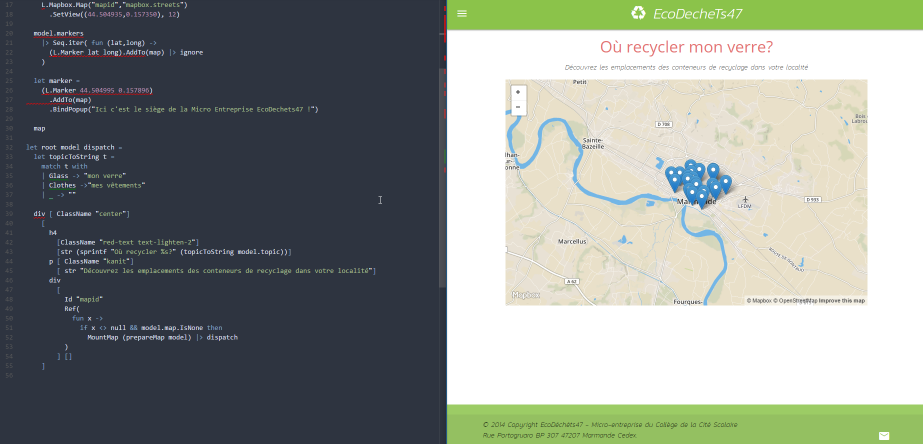 L.Mapbox.Map("mapid","mapbox.streets")
.SetView((44.504935,0.157350), 12)
model.markers
|> Seq.iter( fun (lat,long) ->
(L.Marker lat long).AddTo(map) |> ignore
)
let marker =
(L.Marker 44.504995 0.157896)
.AddTo(map)
.BindPopup("Ici c'est le siège de la Micro Entreprise EcoDechets47 !")
map
let root model dispatch =
let topicToString t =
match t with
| Glass -> "mon verre"
| Clothes ->"mes vêtements"
| _ -> ""
div [ ClassName "center"]
[
h4
[ClassName "red-text text-lighten-2"]
[str (sprintf "Où recycler %s?" (topicToString model.topic))]
p [ ClassName "kanit"]
[ str "Découvrez les emplacements des conteneurs de recyclage dans votre localité"]
div
[
Id "mapid"
Ref(
fun x ->
if x <> null && model.map.IsNone then
MountMap (prepareMap model) |> dispatch
)
] []
]
EcoDecheTs47
Où recycler mon verre?
Découvrez les emplacements des conteneurs de recyclage dans votre localité
+
−
Petit
D 708
Sainte-
Bazeille
D 933
LFDM
Marcellus
A 62
Fourques-
Mapbox
© Mapbox © OpenStreetMap Improve this map
© 2014 Copyright EcoDechets47 - Micro-entreprise du Collège de la Cité Scolaire
Rue Portogruaro BP 307 47207 Marmande Cedex.